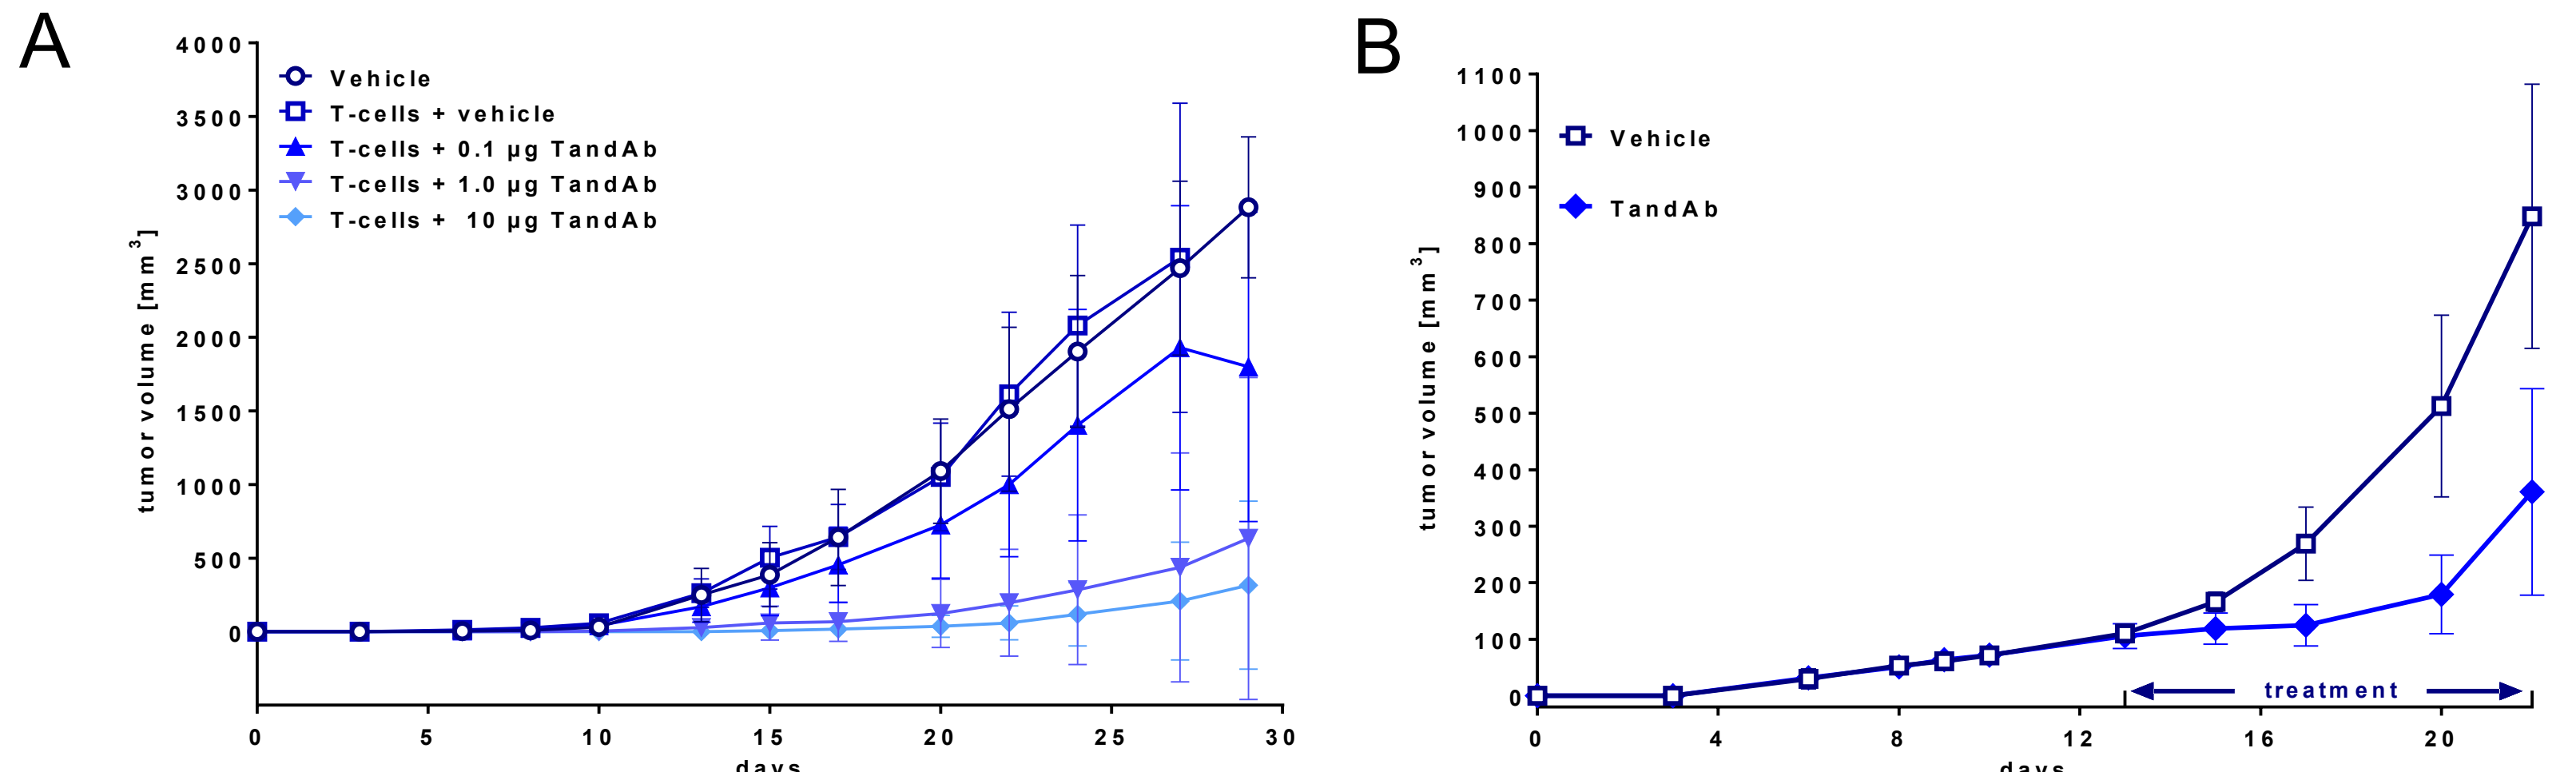 A
4000
3500
3000
2500
2000
1500
1000
500
0
tumor volume [mm³]
Vehicle
T-cells + vehicle
T-cells + 0.1 µg TandAb
T-cells + 1.0 µg TandAb
T-cells + 10 µg TandAb
0 5 10 15 20 25 30
days
B
1100
1000
900
800
700
600
500
400
300
200
100
0
tumor volume [mm³]
Vehicle
TandAb
treatment
0 4 8 12 16 20
days